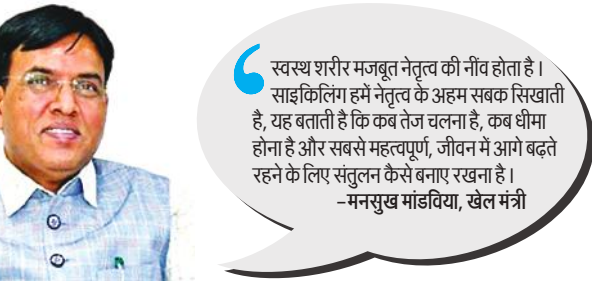 स्वस्थ शरीर मजबूत नेतृत्व की नींव होता है।
साइकिलिंग हमें नेतृत्व के अहम सबक सिखाती
है, यह बताती है कि कब तेज चलना है, कब धीमा
होना है और सबसे महत्वपूर्ण, जीवन में आगे बढ़ते
रहने के लिए संतुलन कैसे बनाए रखना है।
–मनसुख मांडविया, खेल मंत्री